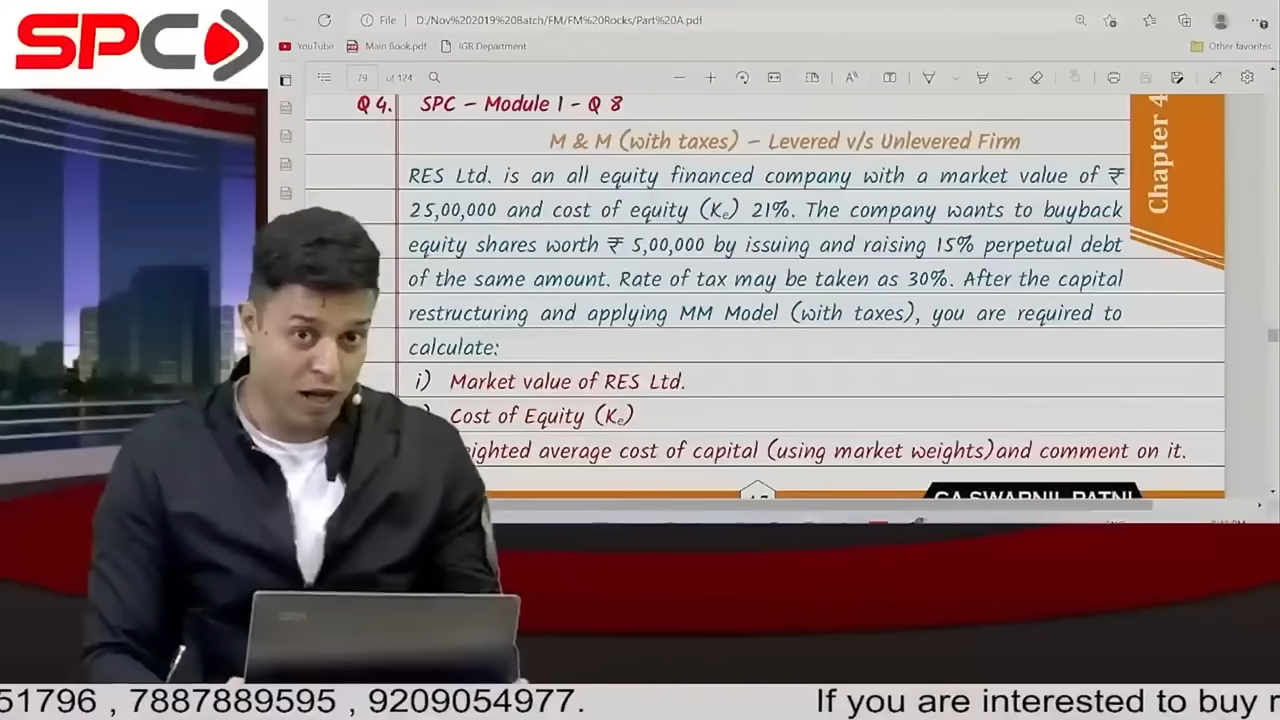 SPC
File D:/Nov%202019%20Batch/FM/FM%20Rocks/Part%20A.pdf
YouTube Main Book.pdf IGR Department Other favorites
79 of 124
Q 4. SPC – Module 1 - Q 8
Chapter 4
M & M (with taxes) – Levered v/s Unlevered Firm
RES Ltd. is an all equity financed company with a market value of ₹
25,00,000 and cost of equity (Kₑ) 21%. The company wants to buyback
equity shares worth ₹ 5,00,000 by issuing and raising 15% perpetual debt
of the same amount. Rate of tax may be taken as 30%. After the capital
restructuring and applying MM Model (with taxes), you are required to
calculate:
i) Market value of RES Ltd.
Cost of Equity (Kₑ)
ighted average cost of capital (using market weights)and comment on it.
CA SWAPNIL PATNI
51796 , 7887889595 , 9209054977. If you are interested to buy